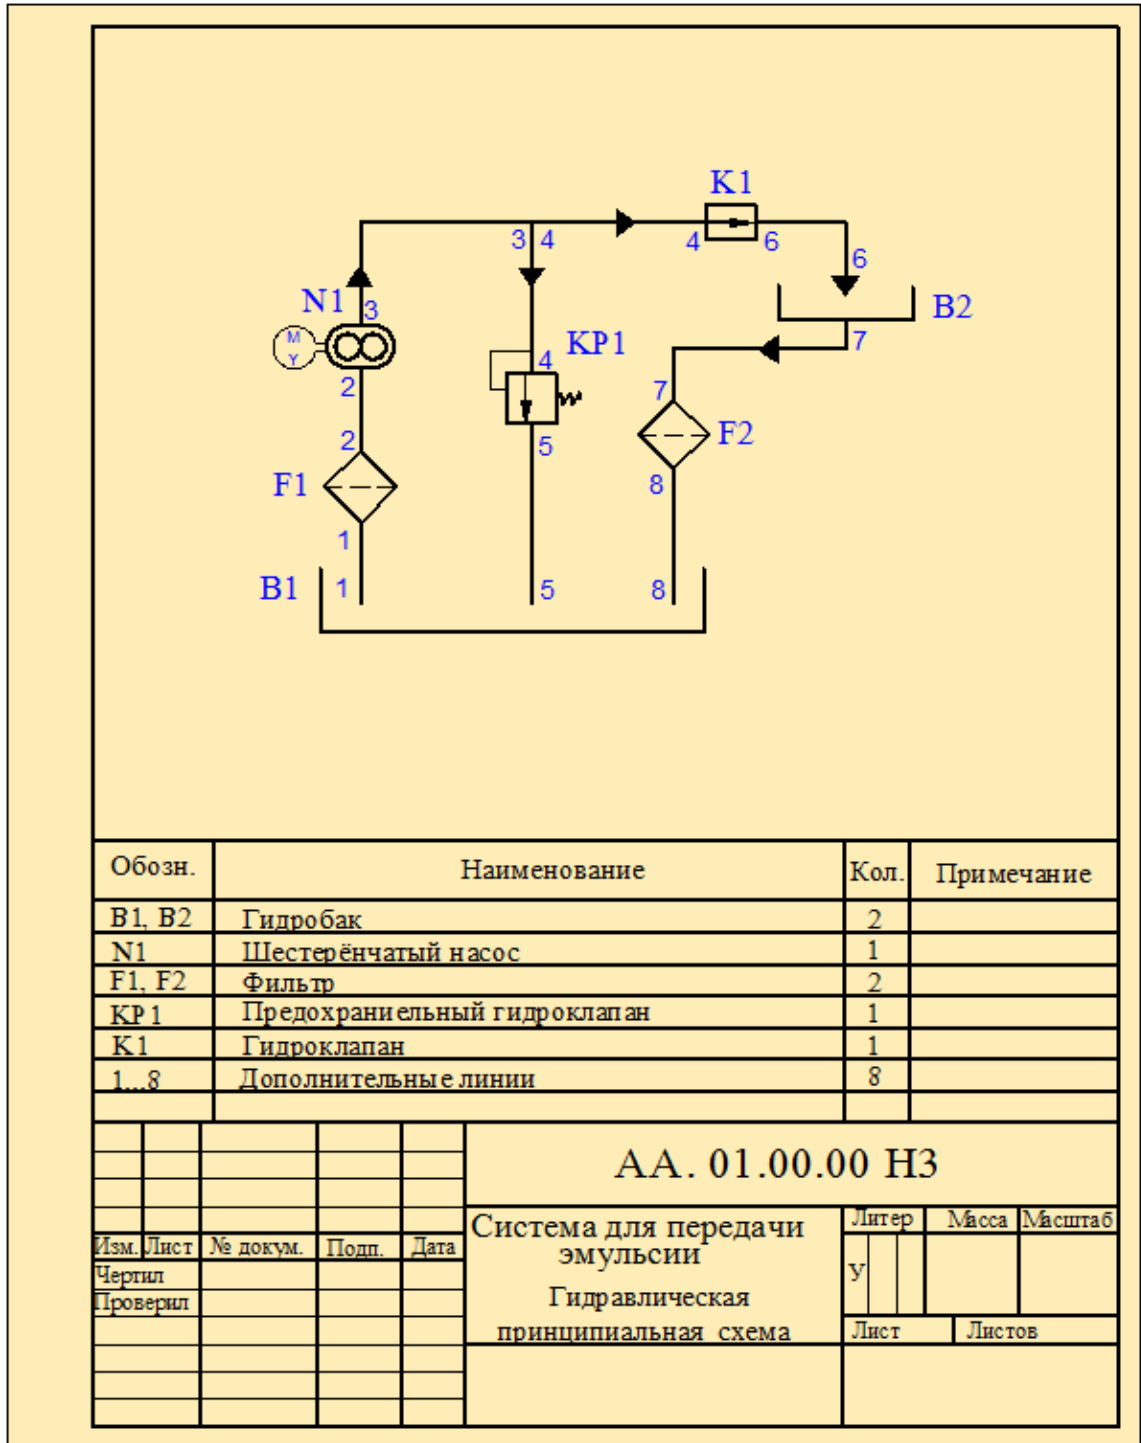 K1
3 4
4 6
6
N1
3
B2
M
Y
7
KP1
4
2
7
2
5
F2
F1
8
1
B1
1
5
8
Обозн. Наименование Кол. Примечание
B1, B2 Гидробак 2
N1 Шестерёнчатый насос 1
F1, F2 Фильтр 2
KP1 Предохраниельный гидроклапан 1
K1 Гидроклапан 1
1...8 Дополнительные линии 8
АА. 01.00.00 Н3
Система для передачи
эмульсии
Гидравлическая
принципиальная схема
Литер Масса Масштаб
У
Лист Листов
Изм. Лист № докум. Подп. Дата
Чертил
Проверил